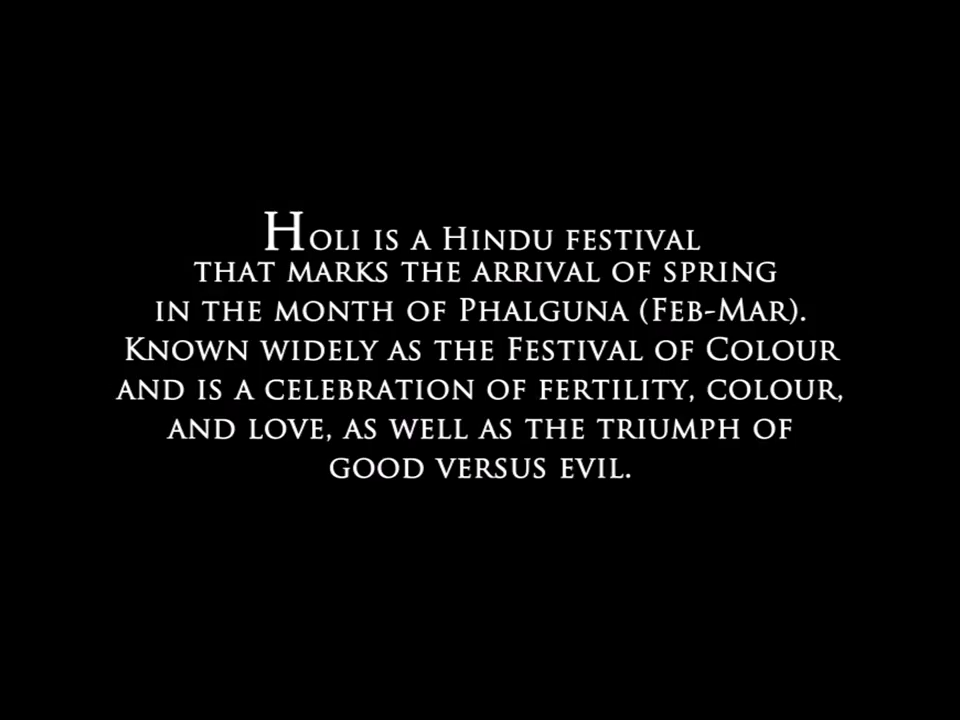 Holi is a Hindu festival
that marks the arrival of spring
in the month of Phalguna (Feb-Mar).
Known widely as the Festival of Colour
and is a celebration of fertility, colour,
and love, as well as the triumph of
good versus evil.